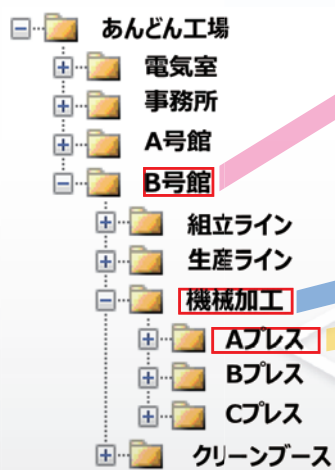 あんどん工場
電気室
事務所
A号館
B号館
組立ライン
生産ライン
機械加工
Aプレス
Bプレス
Cプレス
クリーンブース